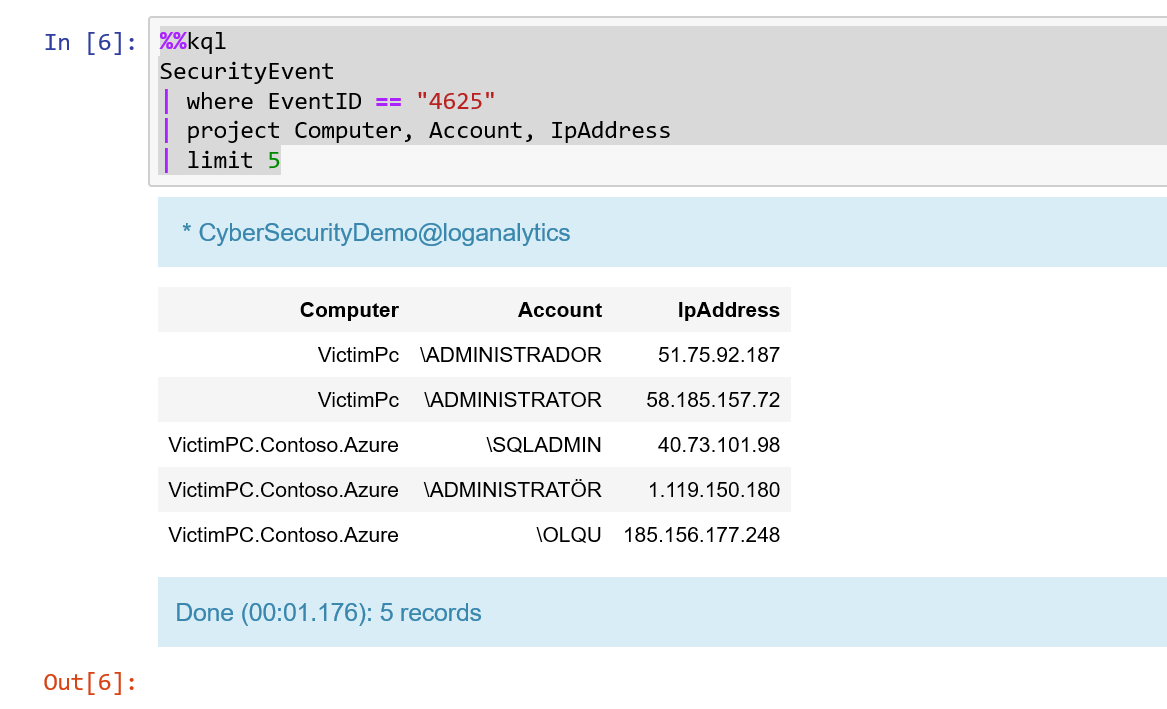 In [6]: %%kql
SecurityEvent
| where EventID == "4625"
| project Computer, Account, IpAddress
| limit 5
* CyberSecurityDemo@loganalytics
Computer Account IpAddress
VictimPc \ADMINISTRADOR 51.75.92.187
VictimPc \ADMINISTRATOR 58.185.157.72
VictimPC.Contoso.Azure \SQLADMIN 40.73.101.98
VictimPC.Contoso.Azure \ADMINISTRATÖR 1.119.150.180
VictimPC.Contoso.Azure \OLQU 185.156.177.248
Done (00:01.176): 5 records
Out[6]: